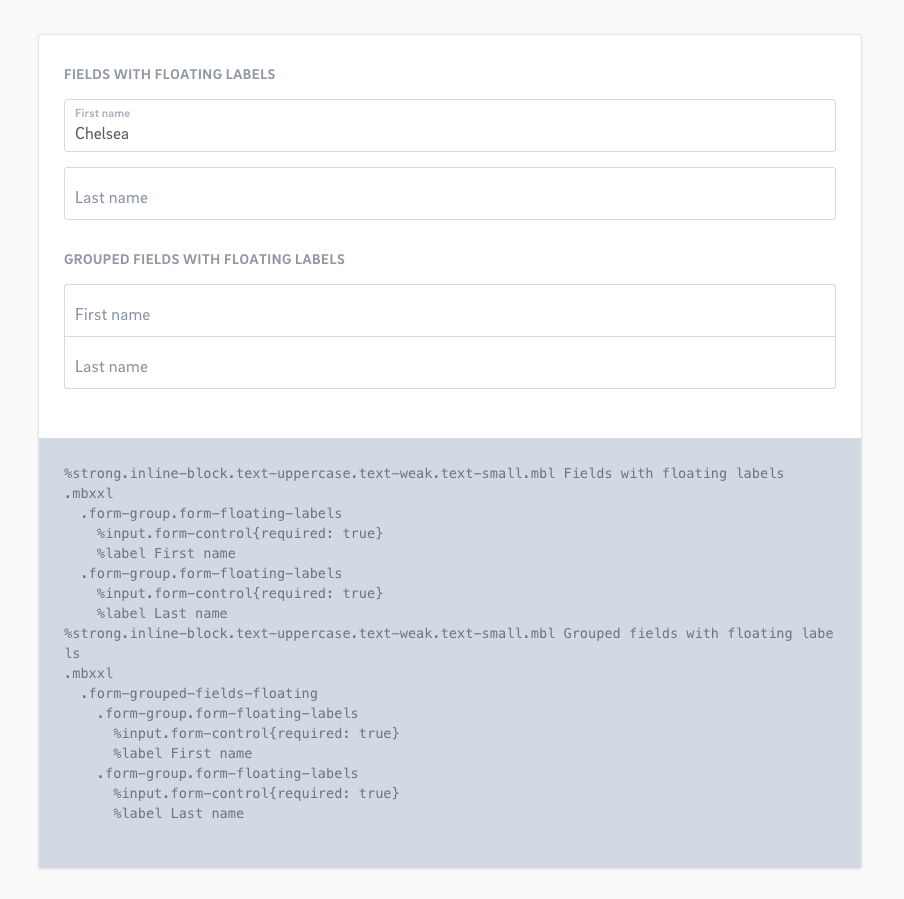 FIELDS WITH FLOATING LABELS
First name
Chelsea
Last name
GROUPED FIELDS WITH FLOATING LABELS
First name
Last name
%strong.inline-block.text-uppercase.text-weak.text-small.mbl Fields with floating labels
.mbxxl
  .form-group.form-floating-labels
    %input.form-control{required: true}
    %label First name
  .form-group.form-floating-labels
    %input.form-control{required: true}
    %label Last name
%strong.inline-block.text-uppercase.text-weak.text-small.mbl Grouped fields with floating labe
ls
.mbxxl
  .form-grouped-fields-floating
    .form-group.form-floating-labels
      %input.form-control{required: true}
      %label First name
    .form-group.form-floating-labels
      %input.form-control{required: true}
      %label Last name